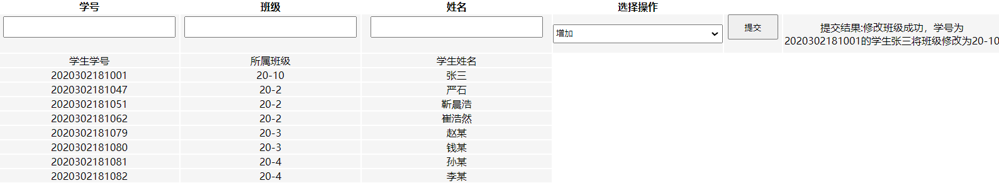 学号 班级 姓名 选择操作
增加 提交 提交结果:修改班级成功，学号为
2020302181001的学生张三将班级修改为20-10
学生学号 所属班级 学生姓名
2020302181001 20-10 张三
2020302181047 20-2 严石
2020302181051 20-2 靳晨浩
2020302181062 20-2 崔浩然
2020302181079 20-3 赵某
2020302181080 20-3 钱某
2020302181081 20-4 孙某
2020302181082 20-4 李某